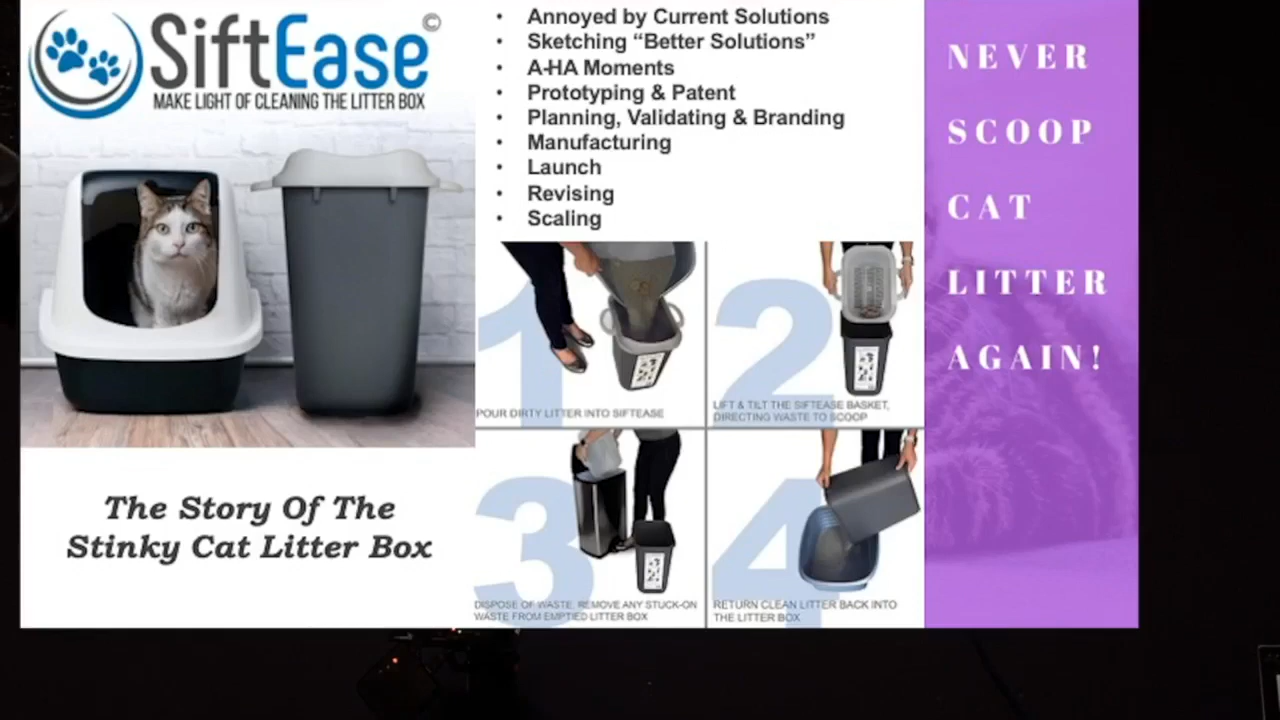 SiftEase©
MAKE LIGHT OF CLEANING THE LITTER BOX
The Story Of The
Stinky Cat Litter Box
• Annoyed by Current Solutions
• Sketching “Better Solutions”
• A-HA Moments
• Prototyping & Patent
• Planning, Validating & Branding
• Manufacturing
• Launch
• Revising
• Scaling
1
POUR DIRTY LITTER INTO SIFTEASE
2
LIFT & TILT THE SIFTEASE BASKET,
DIRECTING WASTE TO SCOOP
3
DISPOSE OF WASTE, REMOVE ANY STUCK-ON
WASTE FROM EMPTIED LITTER BOX
4
RETURN CLEAN LITTER BACK INTO
THE LITTER BOX
NEVER
SCOOP
CAT
LITTER
AGAIN!